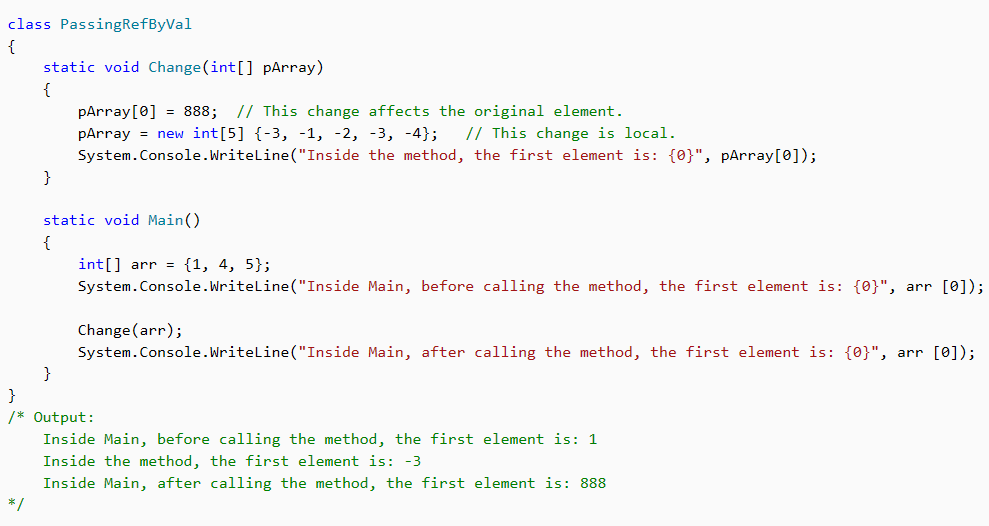 class PassingRefByVal
{
    static void Change(int[] pArray)
    {
        pArray[0] = 888;  // This change affects the original element.
        pArray = new int[5] {-3, -1, -2, -3, -4};   // This change is local.
        System.Console.WriteLine("Inside the method, the first element is: {0}", pArray[0]);
    }

    static void Main()
    {
        int[] arr = {1, 4, 5};
        System.Console.WriteLine("Inside Main, before calling the method, the first element is: {0}", arr [0]);

        Change(arr);
        System.Console.WriteLine("Inside Main, after calling the method, the first element is: {0}", arr [0]);
    }
}
/* Output:
    Inside Main, before calling the method, the first element is: 1
    Inside the method, the first element is: -3
    Inside Main, after calling the method, the first element is: 888
*/